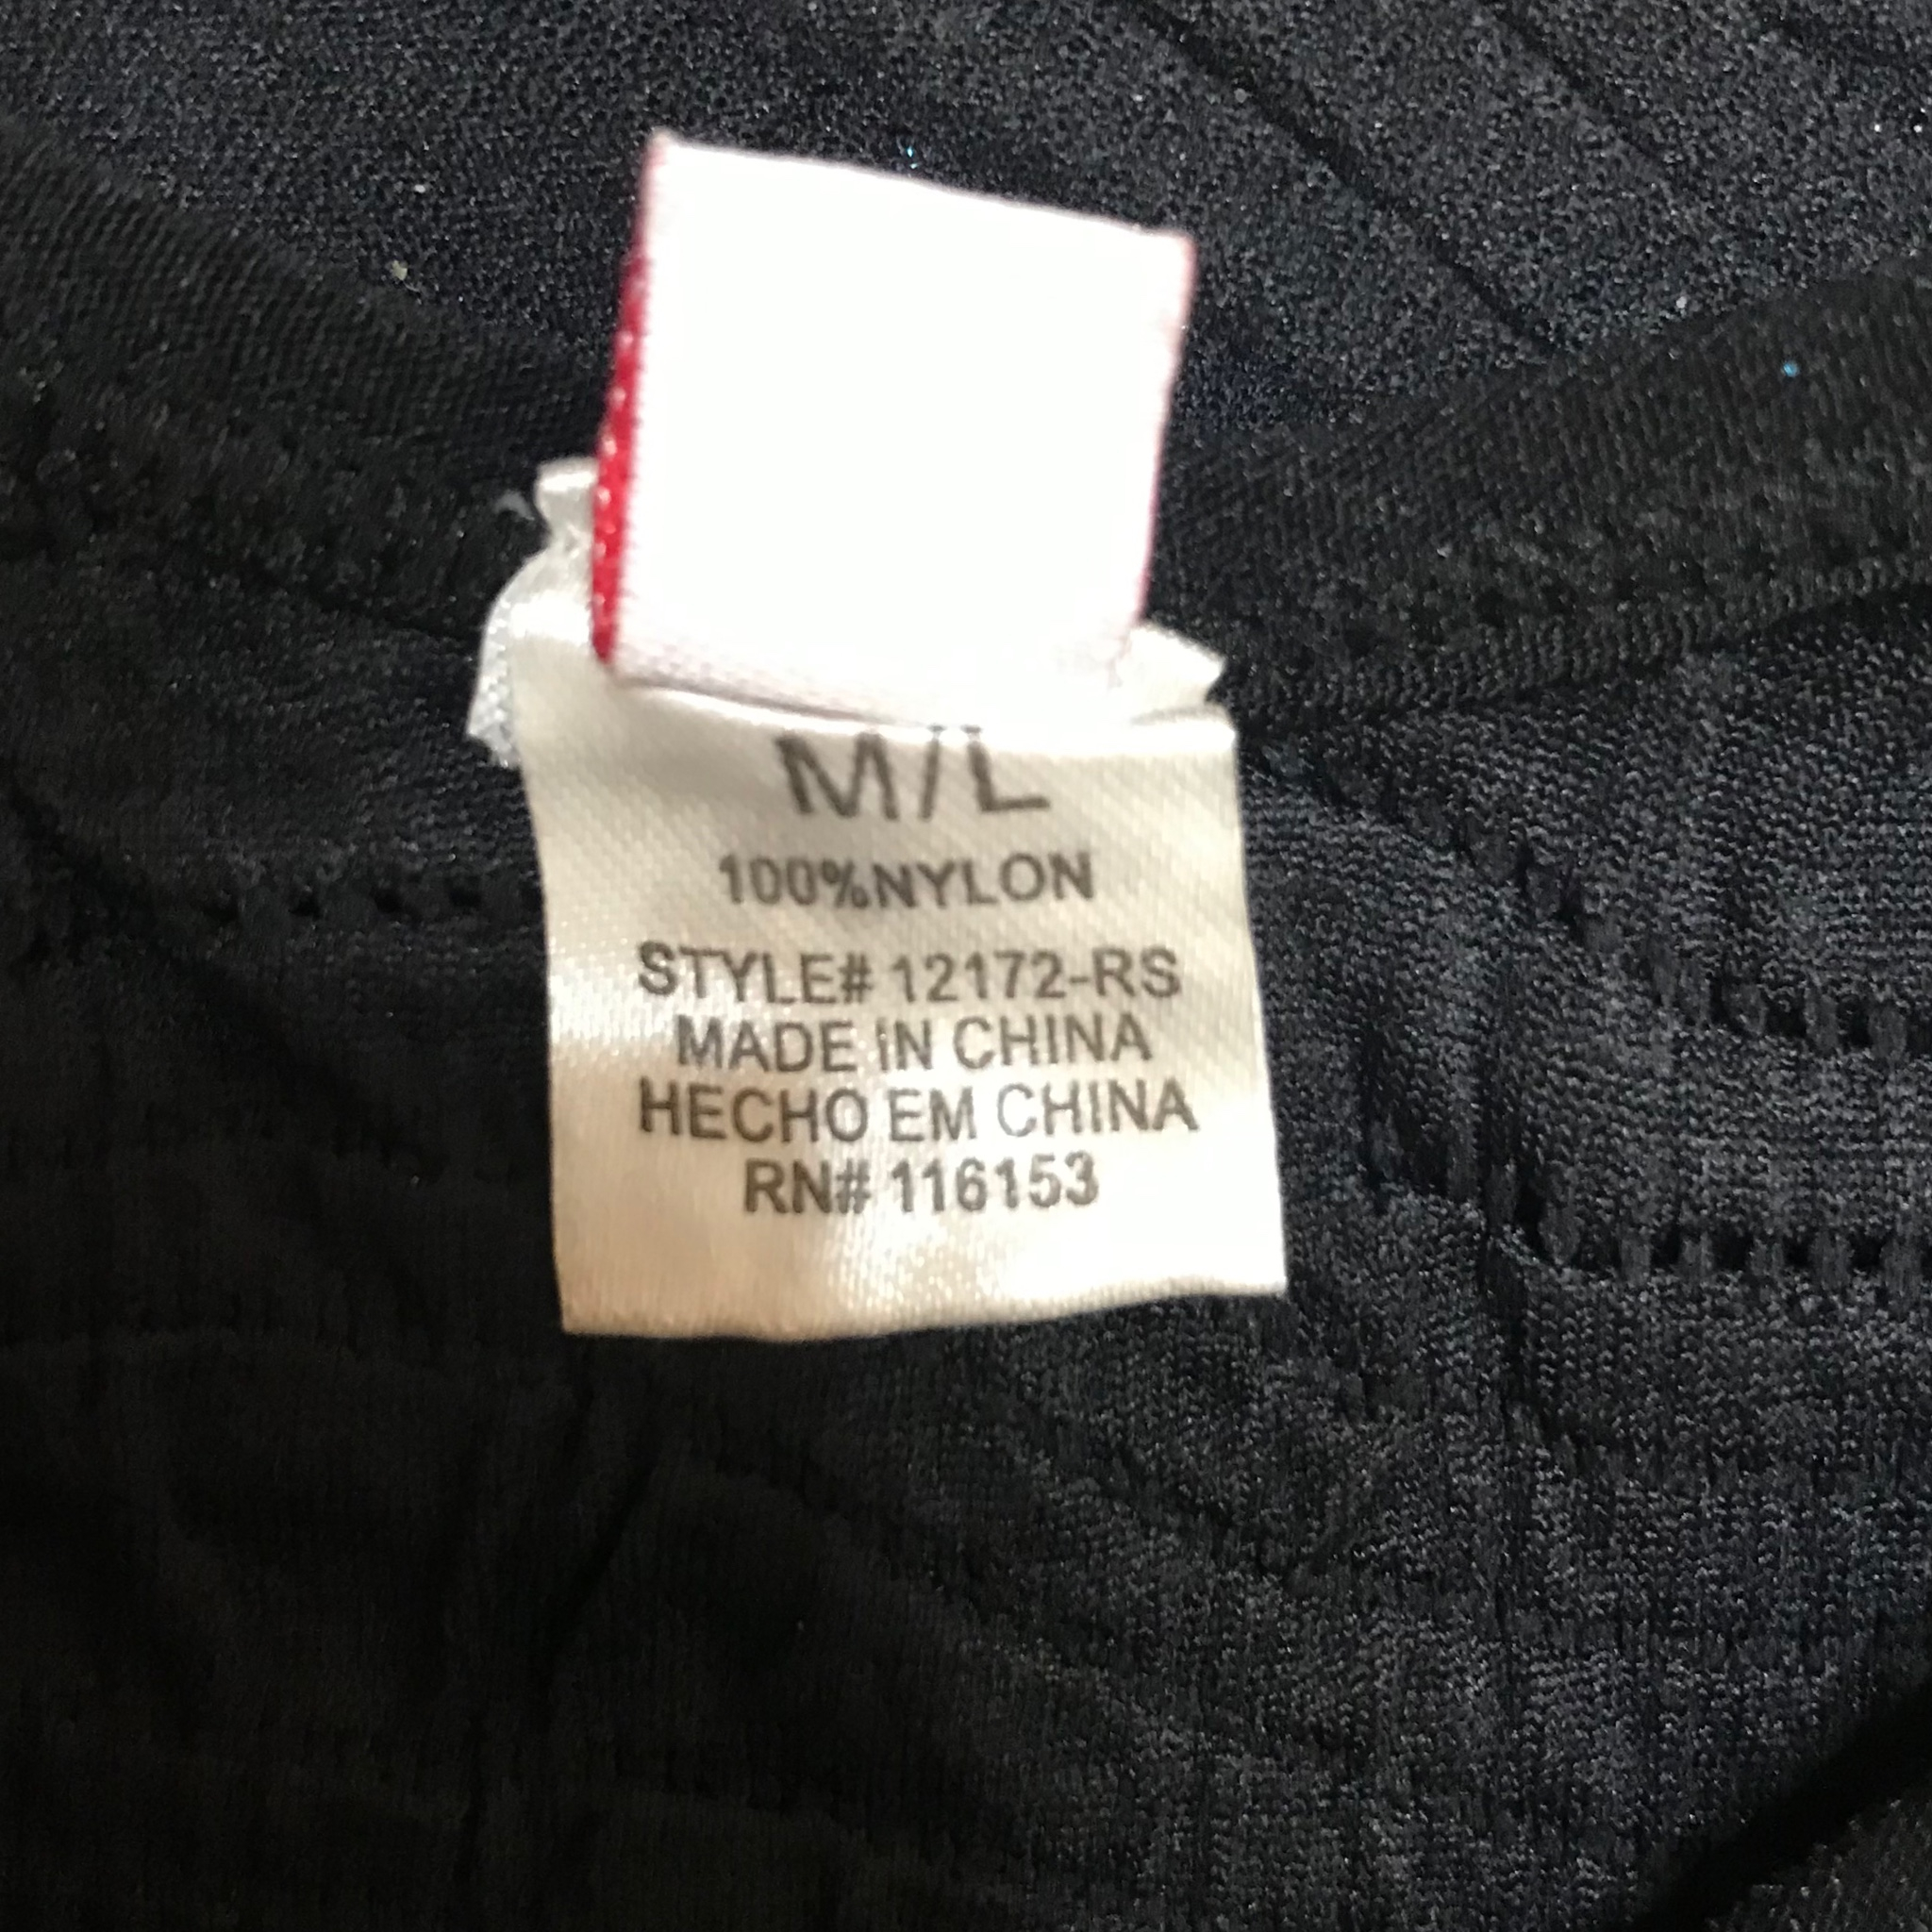 M/L
100%NYLON
STYLE# 12172-RS
MADE IN CHINA
HECHO EM CHINA
RN# 116153